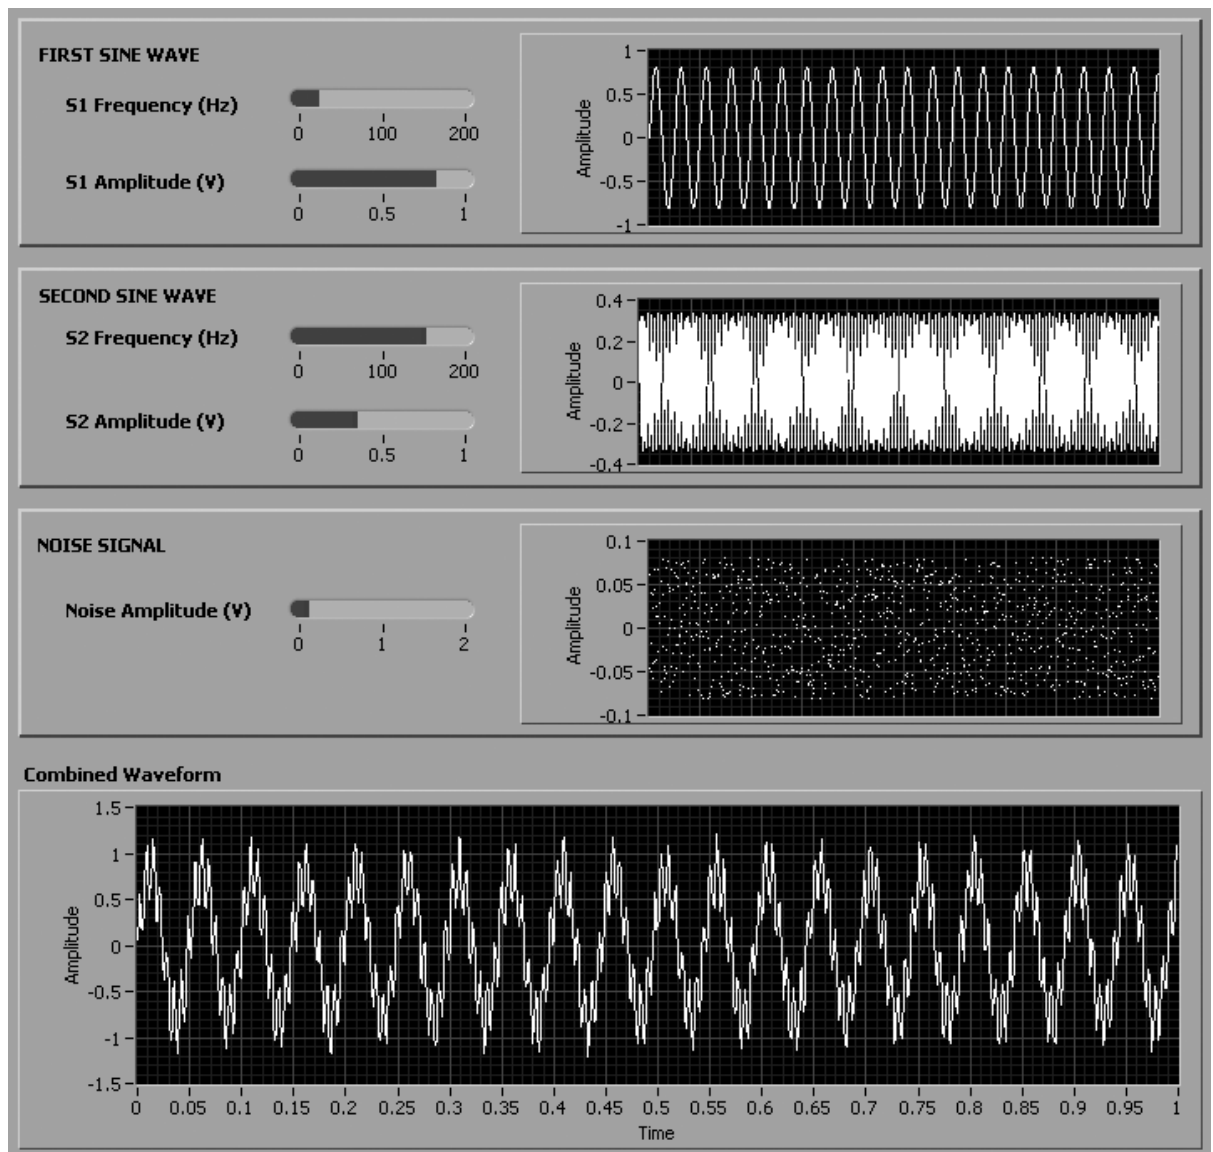 FIRST SINE WAVE
S1 Frequency (Hz)
0 100 200
S1 Amplitude (V)
0 0.5 1
Amplitude
1
0.5
0
-0.5
-1
SECOND SINE WAVE
S2 Frequency (Hz)
0 100 200
S2 Amplitude (V)
0 0.5 1
Amplitude
0.4
0.2
0
-0.2
-0.4
NOISE SIGNAL
Noise Amplitude (V)
0 1 2
Amplitude
0.1
0.05
0
-0.05
-0.1
Combined Waveform
Amplitude
1.5
1
0.5
0
-0.5
-1
-1.5
0 0.05 0.1 0.15 0.2 0.25 0.3 0.35 0.4 0.45 0.5 0.55 0.6 0.65 0.7 0.75 0.8 0.85 0.9 0.95 1
Time